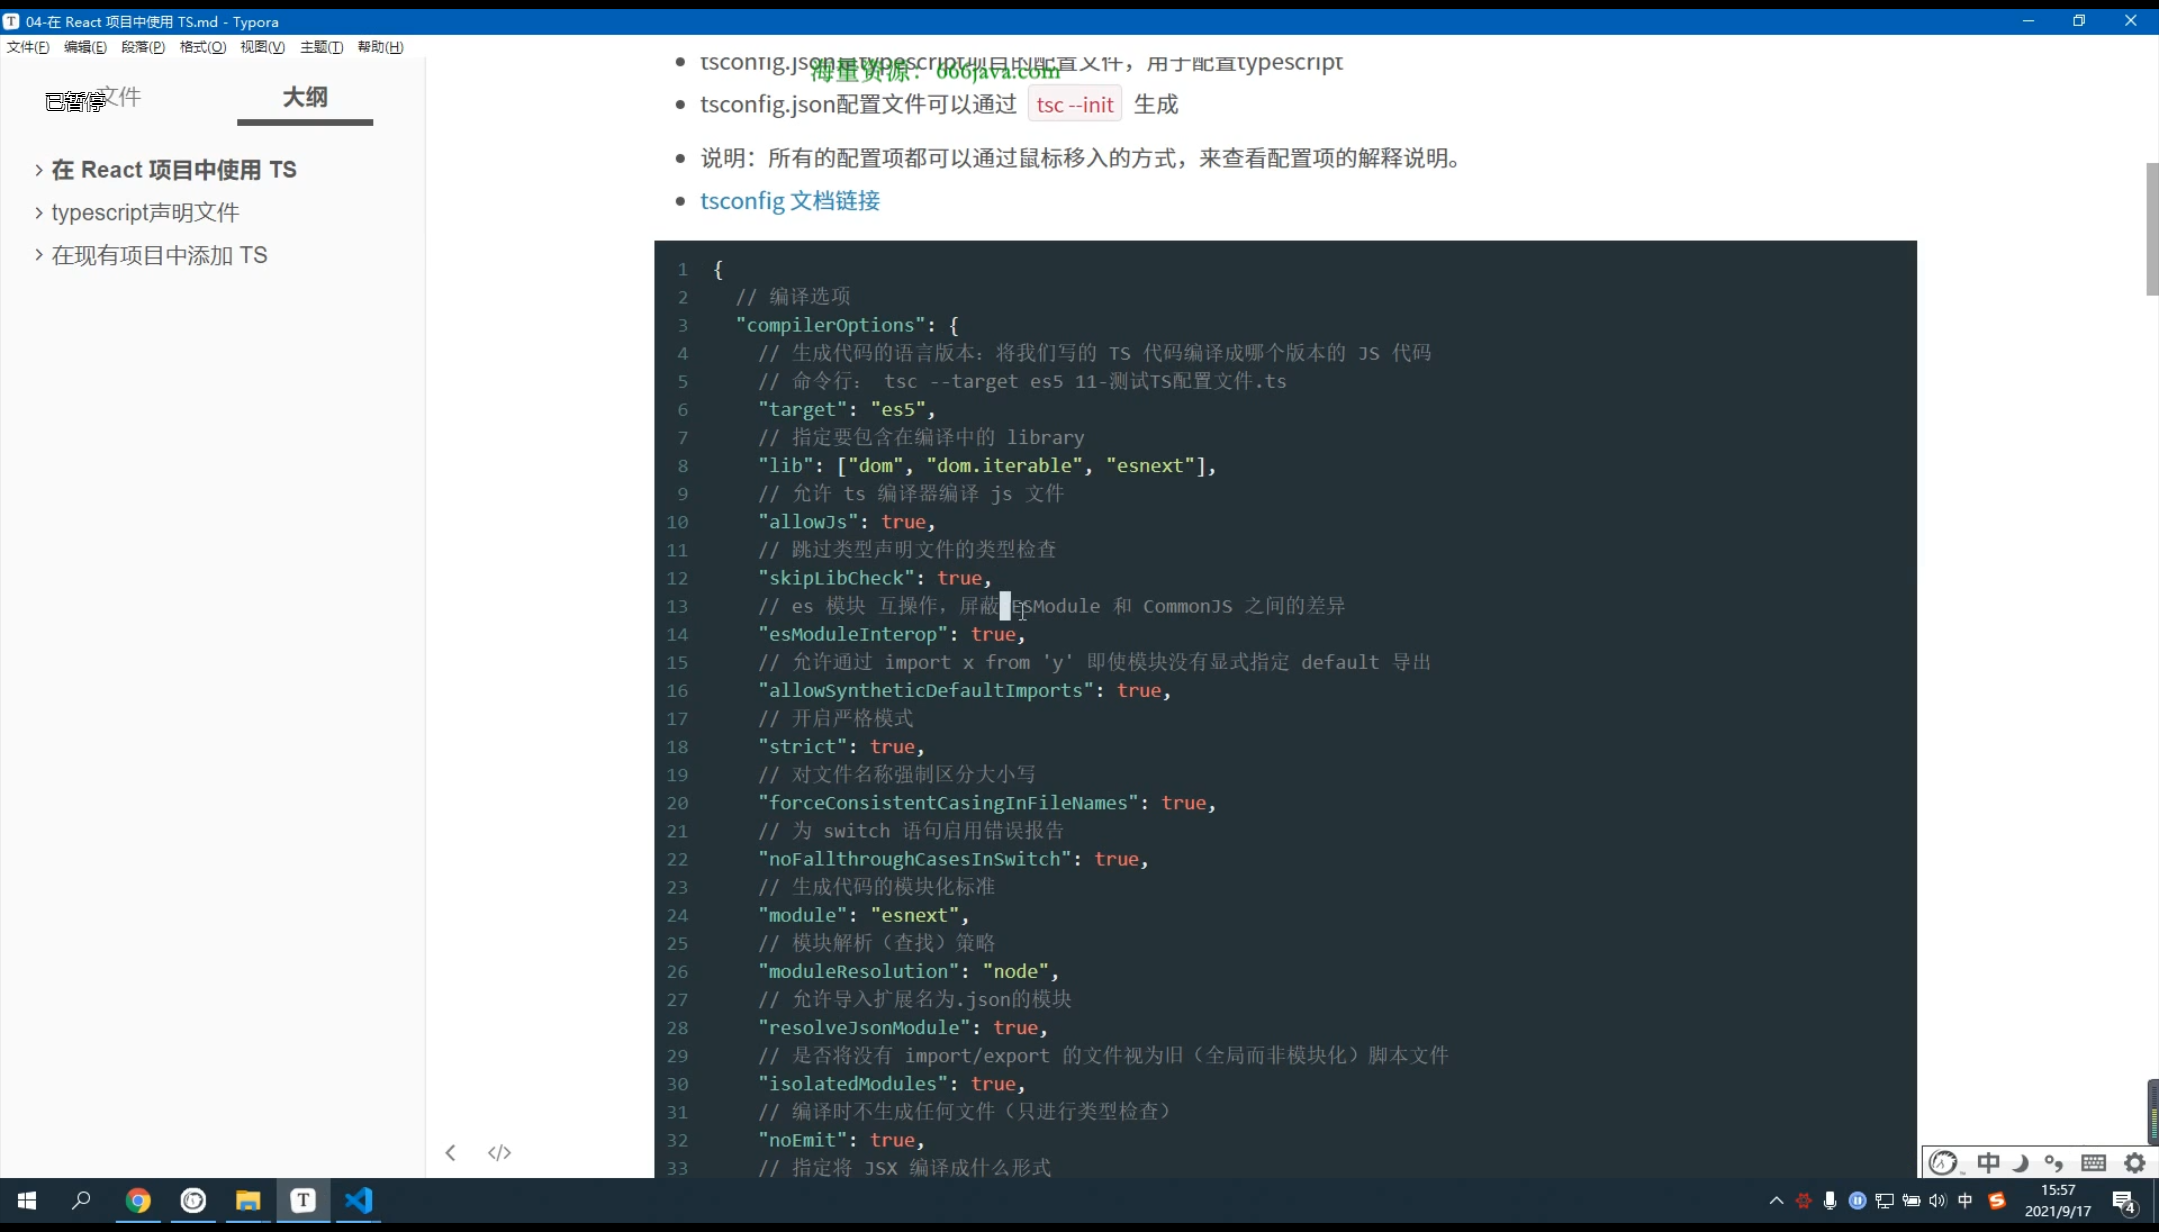 04-在 React 项目中使用 TS.md - Typora
文件(F) 编辑(E) 段落(P) 格式(O) 视图(V) 主题(T) 帮助(H)
已暂停
文件
大纲
在 React 项目中使用 TS
typescript声明文件
在现有项目中添加 TS
tsconfig.json是typescript项目的配置文件，用于配置typescript
海量资源：666java.com
tsconfig.json配置文件可以通过 tsc --init 生成
说明：所有的配置项都可以通过鼠标移入的方式，来查看配置项的解释说明。
tsconfig 文档链接
1 {
2 // 编译选项
3 "compilerOptions": {
4 // 生成代码的语言版本：将我们写的 TS 代码编译成哪个版本的 JS 代码
5 // 命令行： tsc --target es5 11-测试TS配置文件.ts
6 "target": "es5",
7 // 指定要包含在编译中的 library
8 "lib": ["dom", "dom.iterable", "esnext"],
9 // 允许 ts 编译器编译 js 文件
10 "allowJs": true,
11 // 跳过类型声明文件的类型检查
12 "skipLibCheck": true,
13 // es 模块 互操作，屏蔽 ESModule 和 CommonJS 之间的差异
14 "esModuleInterop": true,
15 // 允许通过 import x from 'y' 即使模块没有显式指定 default 导出
16 "allowSyntheticDefaultImports": true,
17 // 开启严格模式
18 "strict": true,
19 // 对文件名称强制区分大小写
20 "forceConsistentCasingInFileNames": true,
21 // 为 switch 语句启用错误报告
22 "noFallthroughCasesInSwitch": true,
23 // 生成代码的模块化标准
24 "module": "esnext",
25 // 模块解析（查找）策略
26 "moduleResolution": "node",
27 // 允许导入扩展名为.json的模块
28 "resolveJsonModule": true,
29 // 是否将没有 import/export 的文件视为旧（全局而非模块化）脚本文件
30 "isolatedModules": true,
31 // 编译时不生成任何文件（只进行类型检查）
32 "noEmit": true,
33 // 指定将 JSX 编译成什么形式
中
中
15:57
2021/9/17
4